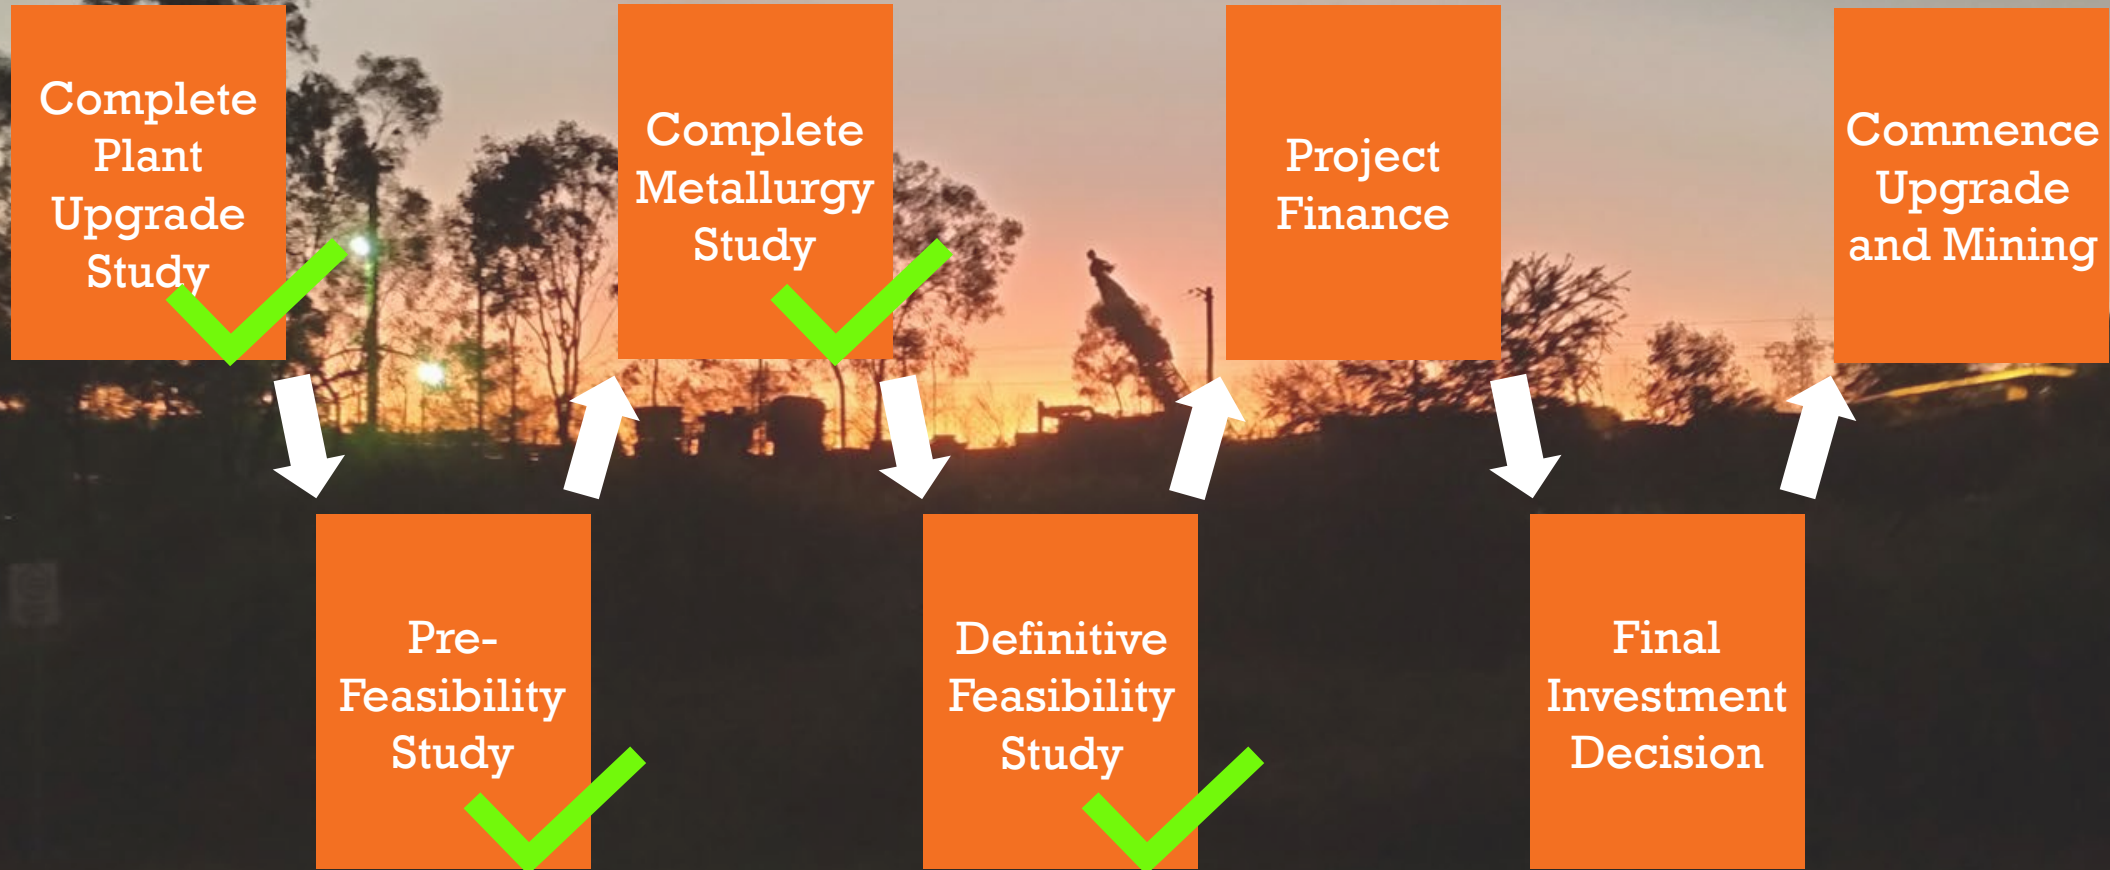 Complete
Plant
Upgrade
Study
Pre-
Feasibility
Study
Complete
Metallurgy
Study
Definitive
Feasibility
Study
Project
Finance
Final
Investment
Decision
Commence
Upgrade
and Mining